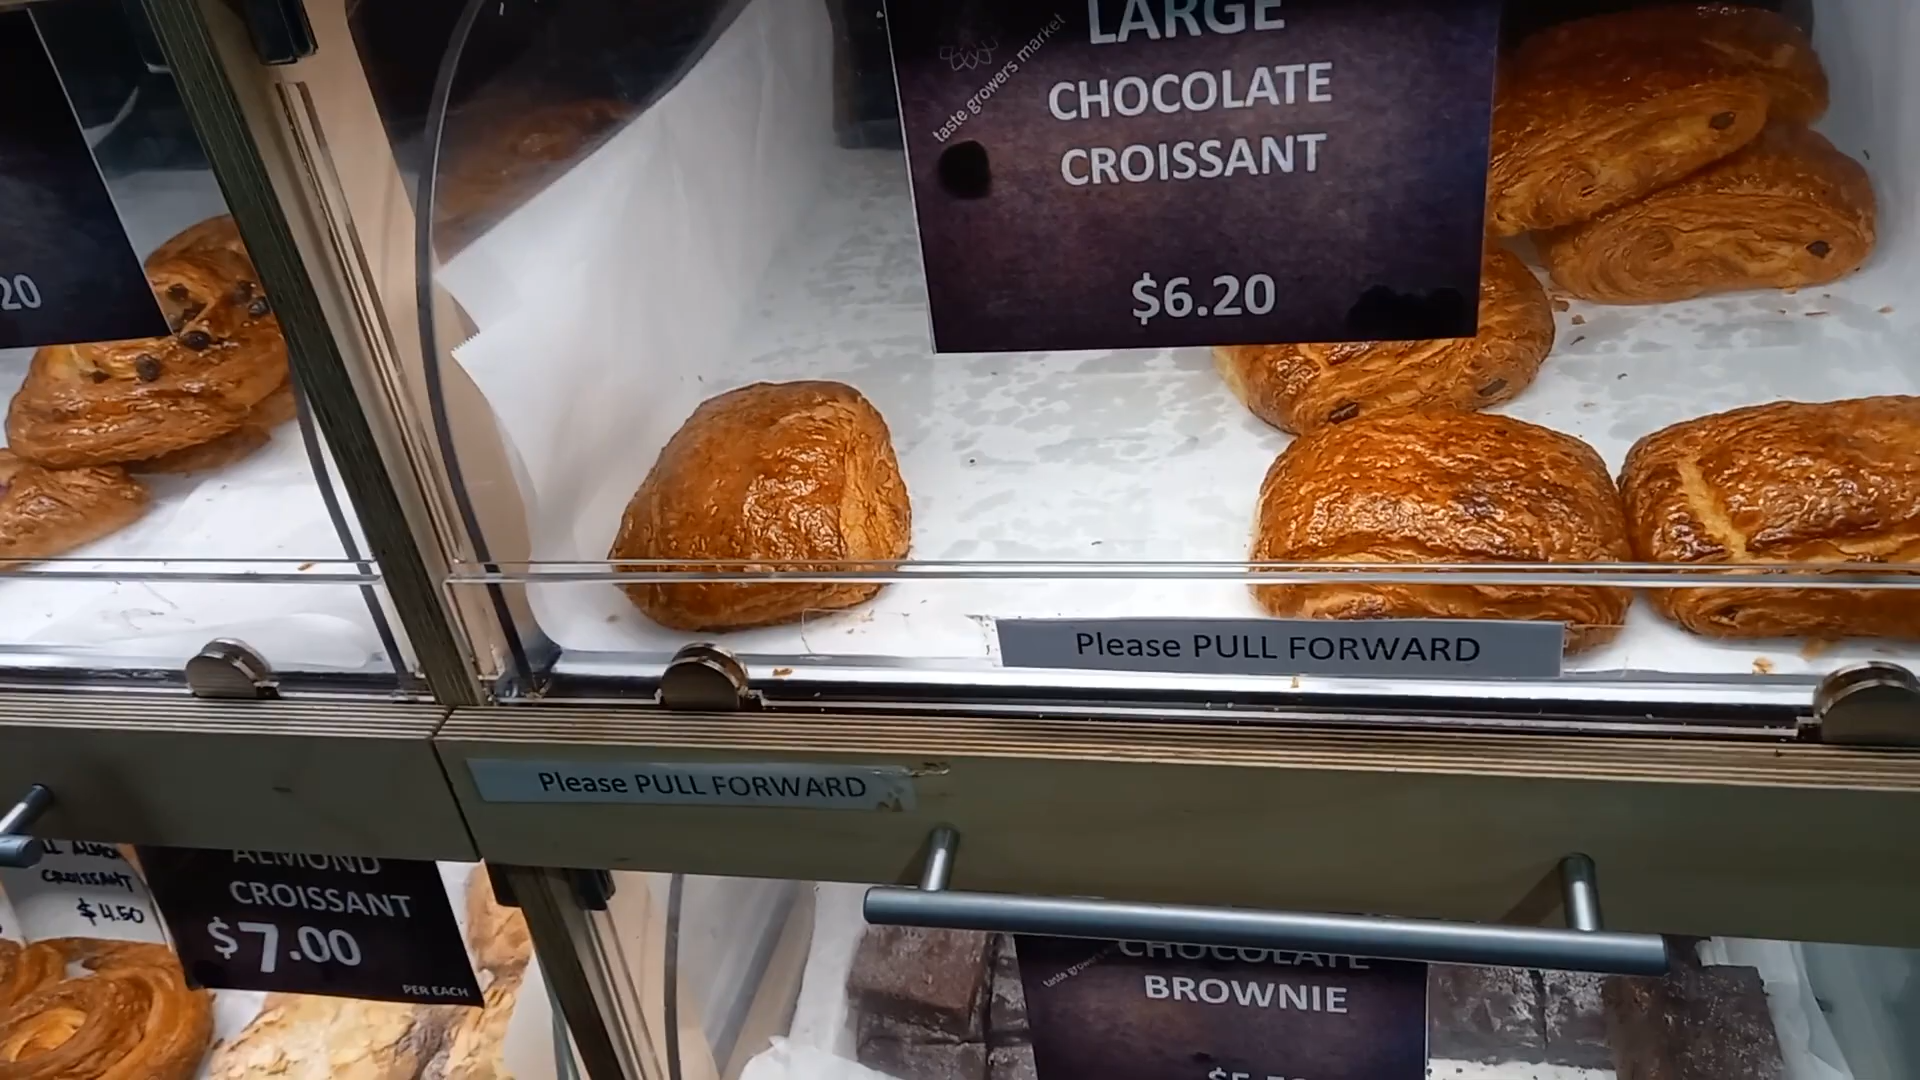 LARGE
CHOCOLATE
CROISSANT
$6.20
taste growers market
20
Please PULL FORWARD
Please PULL FORWARD
CROISSANT
$4.50
ALMOND
CROISSANT
$7.00
PER EACH
CHOCOLATE
BROWNIE